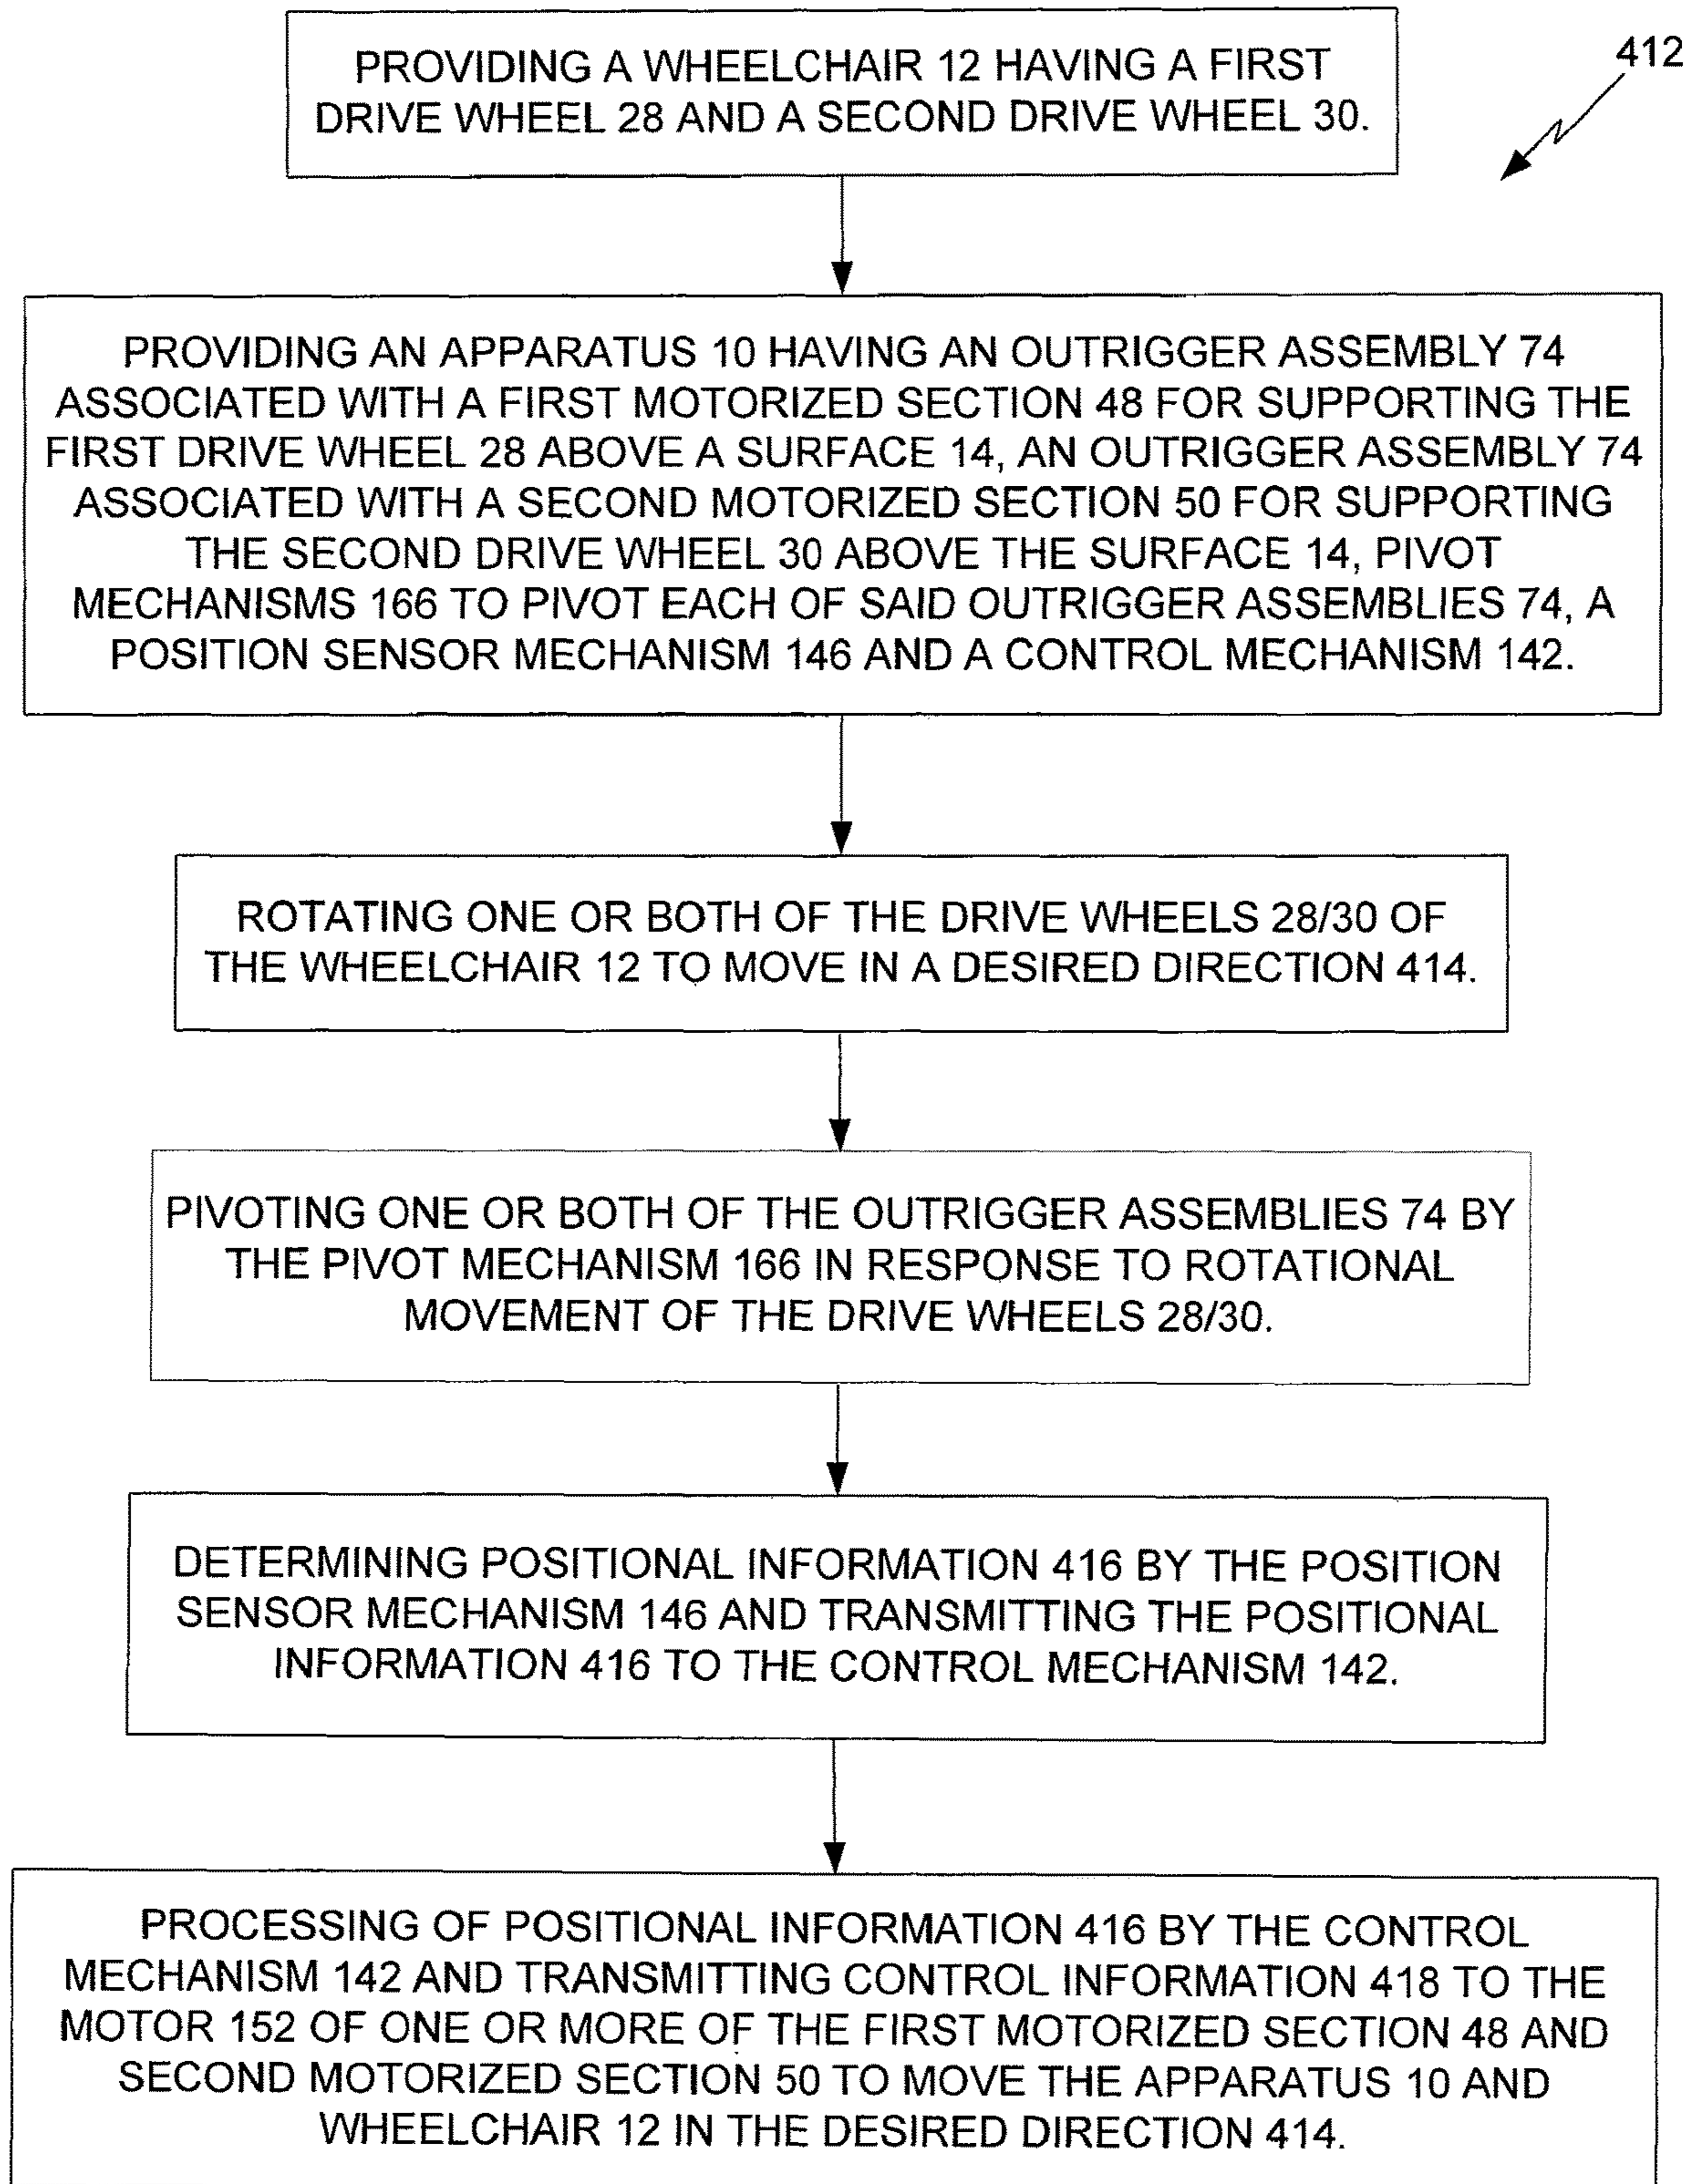 412
PROVIDING A WHEELCHAIR 12 HAVING A FIRST
DRIVE WHEEL 28 AND A SECOND DRIVE WHEEL 30.
PROVIDING AN APPARATUS 10 HAVING AN OUTRIGGER ASSEMBLY 74
ASSOCIATED WITH A FIRST MOTORIZED SECTION 48 FOR SUPPORTING THE
FIRST DRIVE WHEEL 28 ABOVE A SURFACE 14, AN OUTRIGGER ASSEMBLY 74
ASSOCIATED WITH A SECOND MOTORIZED SECTION 50 FOR SUPPORTING
THE SECOND DRIVE WHEEL 30 ABOVE THE SURFACE 14, PIVOT
MECHANISMS 166 TO PIVOT EACH OF SAID OUTRIGGER ASSEMBLIES 74, A
POSITION SENSOR MECHANISM 146 AND A CONTROL MECHANISM 142.
ROTATING ONE OR BOTH OF THE DRIVE WHEELS 28/30 OF
THE WHEELCHAIR 12 TO MOVE IN A DESIRED DIRECTION 414.
PIVOTING ONE OR BOTH OF THE OUTRIGGER ASSEMBLIES 74 BY
THE PIVOT MECHANISM 166 IN RESPONSE TO ROTATIONAL
MOVEMENT OF THE DRIVE WHEELS 28/30.
DETERMINING POSITIONAL INFORMATION 416 BY THE POSITION
SENSOR MECHANISM 146 AND TRANSMITTING THE POSITIONAL
INFORMATION 416 TO THE CONTROL MECHANISM 142.
PROCESSING OF POSITIONAL INFORMATION 416 BY THE CONTROL
MECHANISM 142 AND TRANSMITTING CONTROL INFORMATION 418 TO THE
MOTOR 152 OF ONE OR MORE OF THE FIRST MOTORIZED SECTION 48 AND
SECOND MOTORIZED SECTION 50 TO MOVE THE APPARATUS 10 AND
WHEELCHAIR 12 IN THE DESIRED DIRECTION 414.